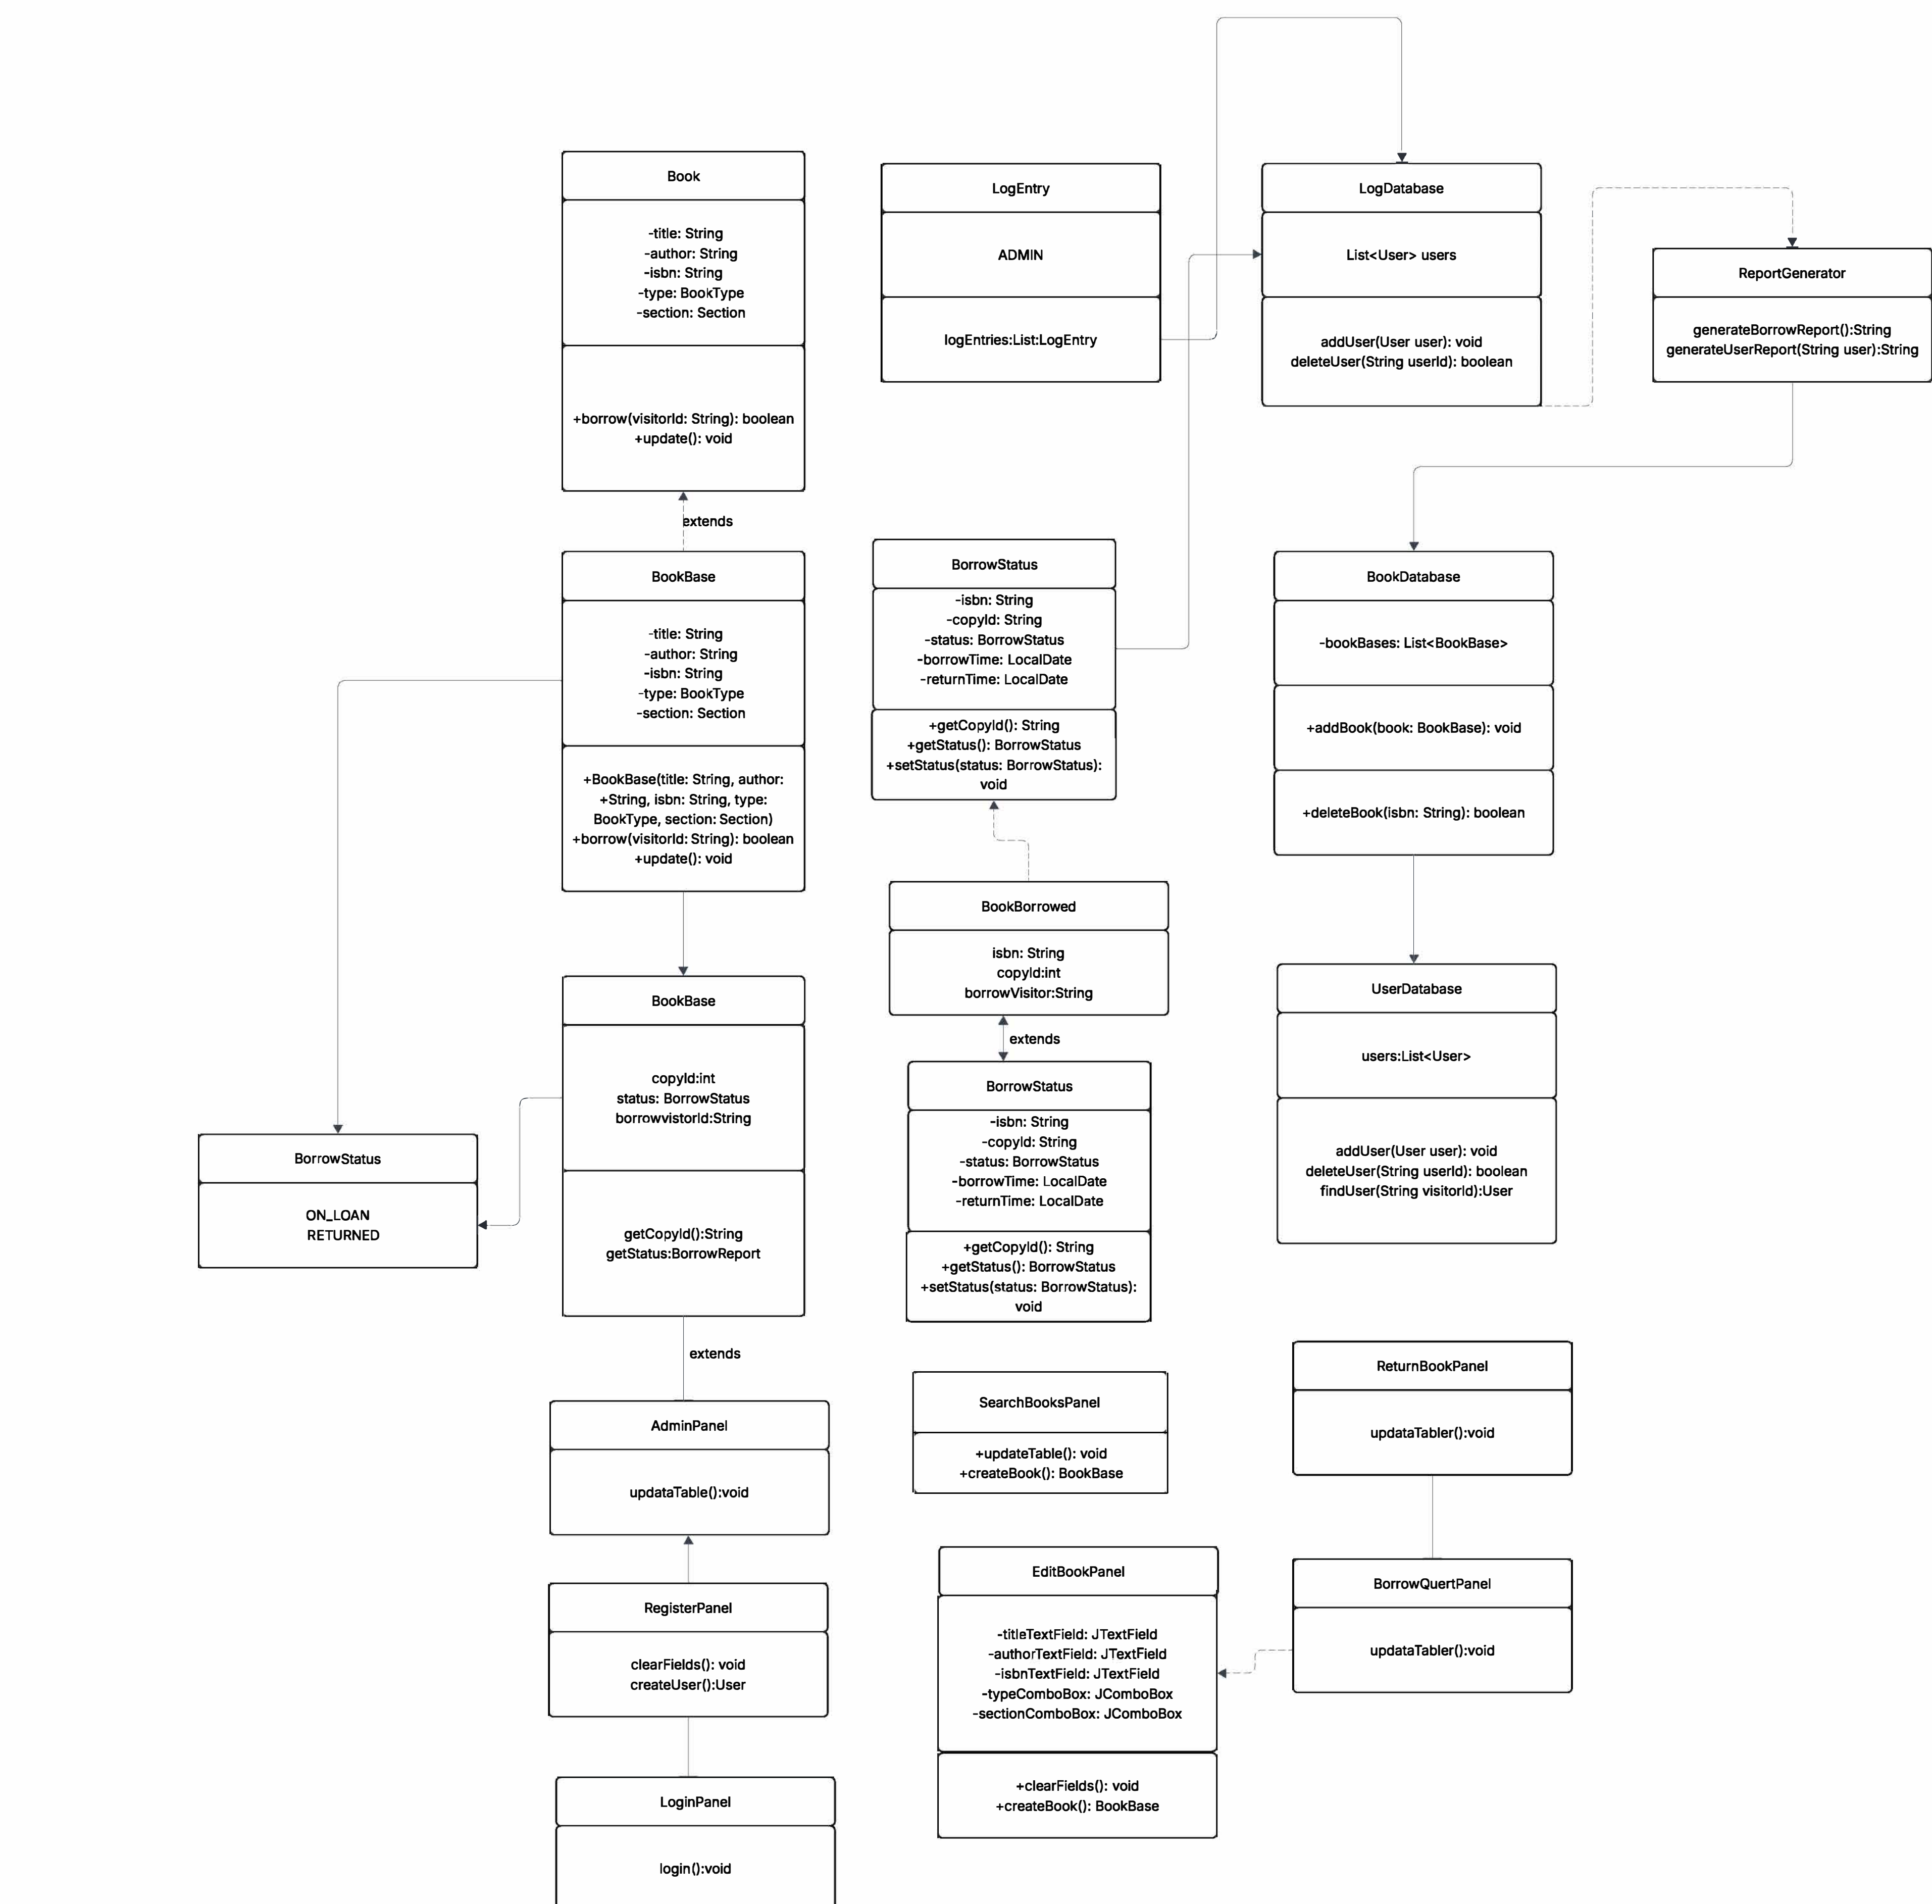 Book
-title: String
-author: String
-isbn: String
-type: BookType
-section: Section
+borrow(visitorId: String): boolean
+update(): void
extends
BookBase
-title: String
-author: String
-isbn: String
-type: BookType
-section: Section
+BookBase(title: String, author:
+String, isbn: String, type:
BookType, section: Section)
+borrow(visitorId: String): boolean
+update(): void
BookBase
copyId:int
status: BorrowStatus
borrowvistorId:String
getCopyId():String
getStatus:BorrowReport
BorrowStatus
ON_LOAN
RETURNED
extends
AdminPanel
updataTable():void
RegisterPanel
clearFields(): void
createUser():User
LoginPanel
login():void
LogEntry
ADMIN
logEntries:List:LogEntry
BorrowStatus
-isbn: String
-copyId: String
-status: BorrowStatus
-borrowTime: LocalDate
-returnTime: LocalDate
+getCopyId(): String
+getStatus(): BorrowStatus
+setStatus(status: BorrowStatus):
void
BookBorrowed
isbn: String
copyId:int
borrowVisitor:String
extends
BorrowStatus
-isbn: String
-copyId: String
-status: BorrowStatus
-borrowTime: LocalDate
-returnTime: LocalDate
+getCopyId(): String
+getStatus(): BorrowStatus
+setStatus(status: BorrowStatus):
void
SearchBooksPanel
+updateTable(): void
+createBook(): BookBase
EditBookPanel
-titleTextField: JTextField
-authorTextField: JTextField
-isbnTextField: JTextField
-typeComboBox: JComboBox
-sectionComboBox: JComboBox
+clearFields(): void
+createBook(): BookBase
LogDatabase
List<User> users
addUser(User user): void
deleteUser(String userId): boolean
ReportGenerator
generateBorrowReport():String
generateUserReport(String user):String
BookDatabase
-bookBases: List<BookBase>
+addBook(book: BookBase): void
+deleteBook(isbn: String): boolean
UserDatabase
users:List<User>
addUser(User user): void
deleteUser(String userId): boolean
findUser(String visitorId):User
ReturnBookPanel
updataTabler():void
BorrowQuertPanel
updataTabler():void